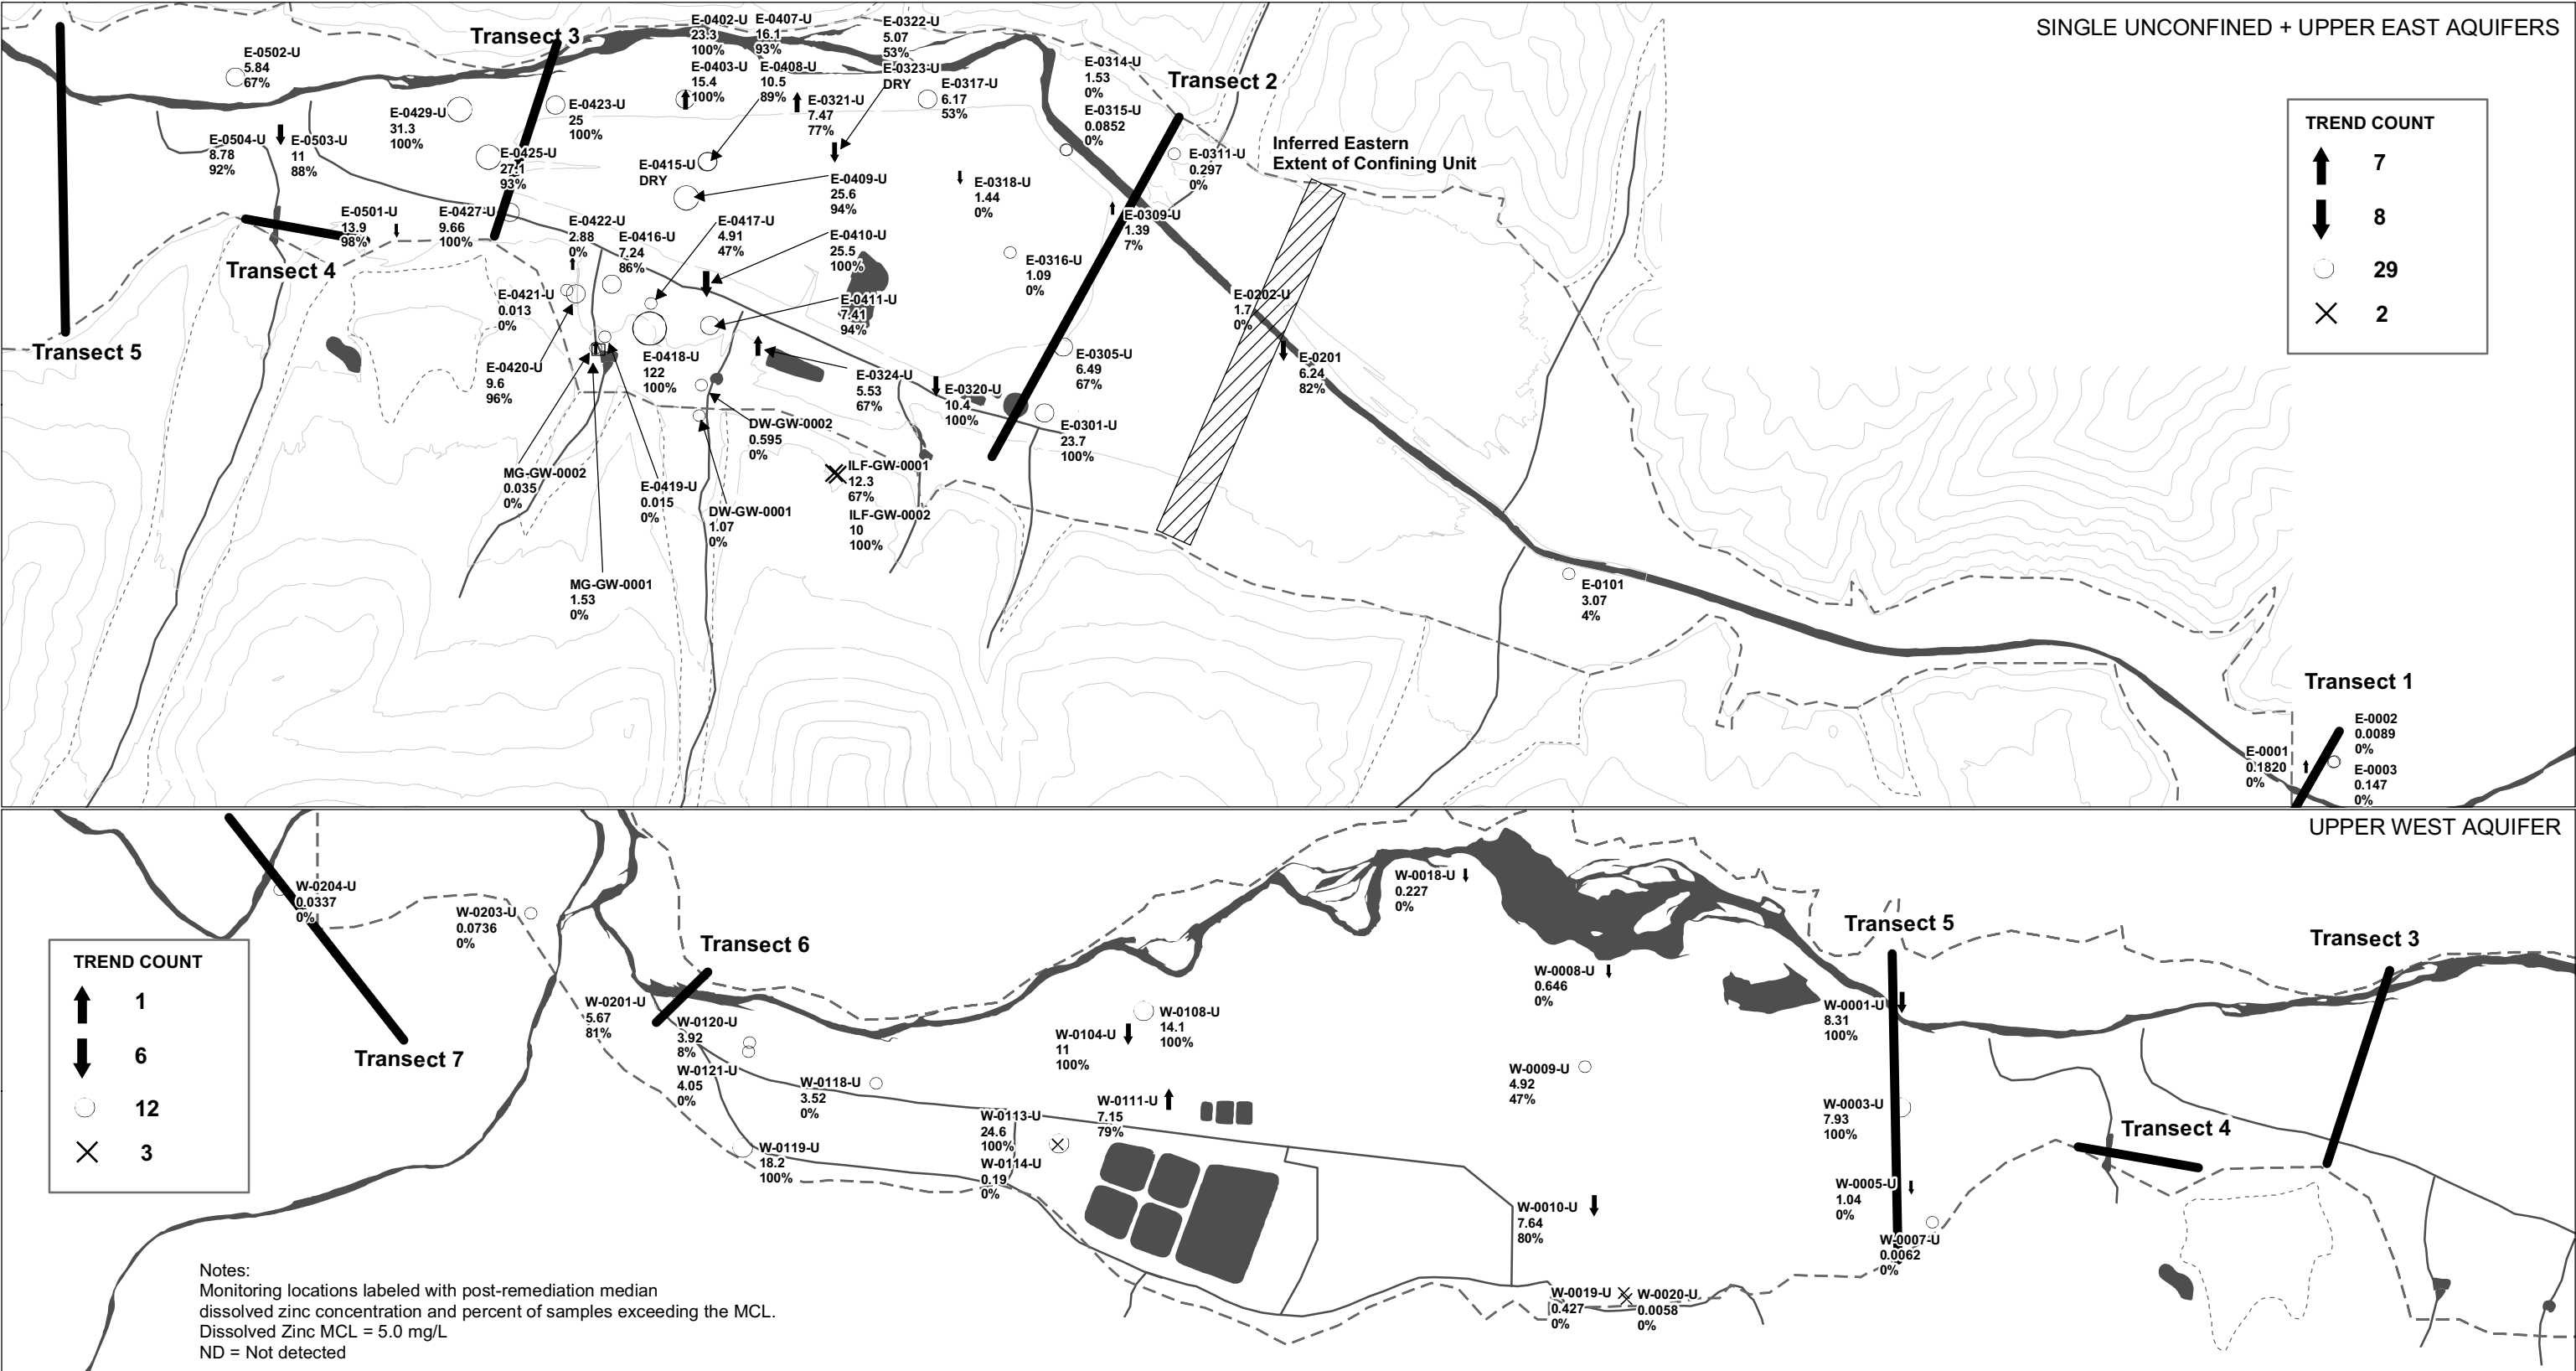 SINGLE UNCONFINED + UPPER EAST AQUIFERS
TREND COUNT
7
8
29
2
Transect 3
Transect 2
Transect 5
Transect 4
Transect 1
Inferred Eastern
Extent of Confining Unit
E-0502-U
5.84
67%
E-0504-U
8.78
92%
E-0503-U
11
88%
E-0429-U
31.3
100%
E-0423-U
25
100%
E-0425-U
27.1
93%
E-0501-U
13.9
98%
E-0427-U
9.66
100%
E-0402-U
23.3
100%
E-0403-U
15.4
100%
E-0407-U
16.1
93%
E-0408-U
10.5
89%
E-0322-U
5.07
53%
E-0323-U
DRY
E-0321-U
7.47
77%
E-0317-U
6.17
53%
E-0314-U
1.53
0%
E-0315-U
0.0852
0%
E-0311-U
0.297
0%
E-0415-U
DRY
E-0409-U
25.6
94%
E-0318-U
1.44
0%
E-0309-U
1.39
7%
E-0422-U
2.88
0%
E-0416-U
7.24
86%
E-0417-U
4.91
47%
E-0410-U
25.5
100%
E-0316-U
1.09
0%
E-0421-U
0.013
0%
E-0411-U
7.41
94%
E-0202-U
1.7
0%
E-0420-U
9.6
96%
E-0418-U
122
100%
E-0324-U
5.53
67%
E-0320-U
10.4
100%
E-0305-U
6.49
67%
E-0201
6.24
82%
E-0301-U
23.7
100%
DW-GW-0002
0.595
0%
MG-GW-0002
0.035
0%
E-0419-U
0.015
0%
DW-GW-0001
1.07
0%
ILF-GW-0001
12.3
67%
ILF-GW-0002
10
100%
MG-GW-0001
1.53
0%
E-0101
3.07
4%
E-0002
0.0089
0%
E-0001
0.1820
0%
E-0003
0.147
0%
UPPER WEST AQUIFER
TREND COUNT
1
6
12
3
Transect 7
Transect 6
Transect 5
Transect 3
Transect 4
W-0204-U
0.0337
0%
W-0203-U
0.0736
0%
W-0201-U
5.67
81%
W-0120-U
3.92
8%
W-0121-U
4.05
0%
W-0118-U
3.52
0%
W-0119-U
18.2
100%
W-0113-U
24.6
100%
W-0114-U
0.19
0%
W-0104-U
11
100%
W-0108-U
14.1
100%
W-0111-U
7.15
79%
W-0018-U
0.227
0%
W-0008-U
0.646
0%
W-0009-U
4.92
47%
W-0010-U
7.64
80%
W-0019-U
0.427
0%
W-0020-U
0.0058
0%
W-0001-U
8.31
100%
W-0003-U
7.93
100%
W-0005-U
1.04
0%
W-0007-U
0.0062
0%
Notes:
Monitoring locations labeled with post-remediation median
dissolved zinc concentration and percent of samples exceeding the MCL.
Dissolved Zinc MCL = 5.0 mg/L
ND = Not detected